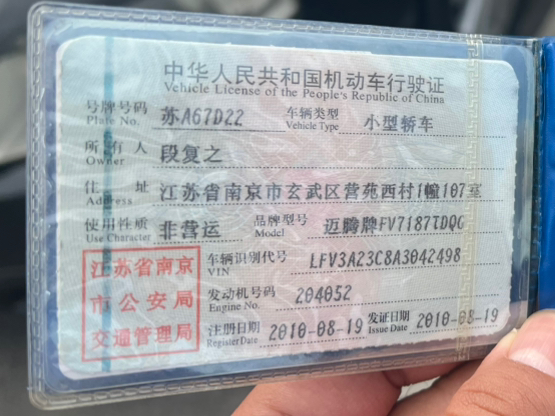 中华人民共和国机动车行驶证
Vehicle License of the People's Republic of China
号牌号码 苏A67D22 车辆类型 小型轿车
Plate No. Vehicle Type
所有人 段复之
Owner
住址 江苏省南京市玄武区营苑西村1幢107室
Address
使用性质 非营运 品牌型号 迈腾牌FV7187TDQG
Use Character Model
江苏省南京 车辆识别代号 LFV3A23C8A3042498
VIN
市公安局 发动机号码 204052
Engine No.
交通管理局 注册日期 2010-08-19 发证日期 2010-08-19
Register Date Issue Date